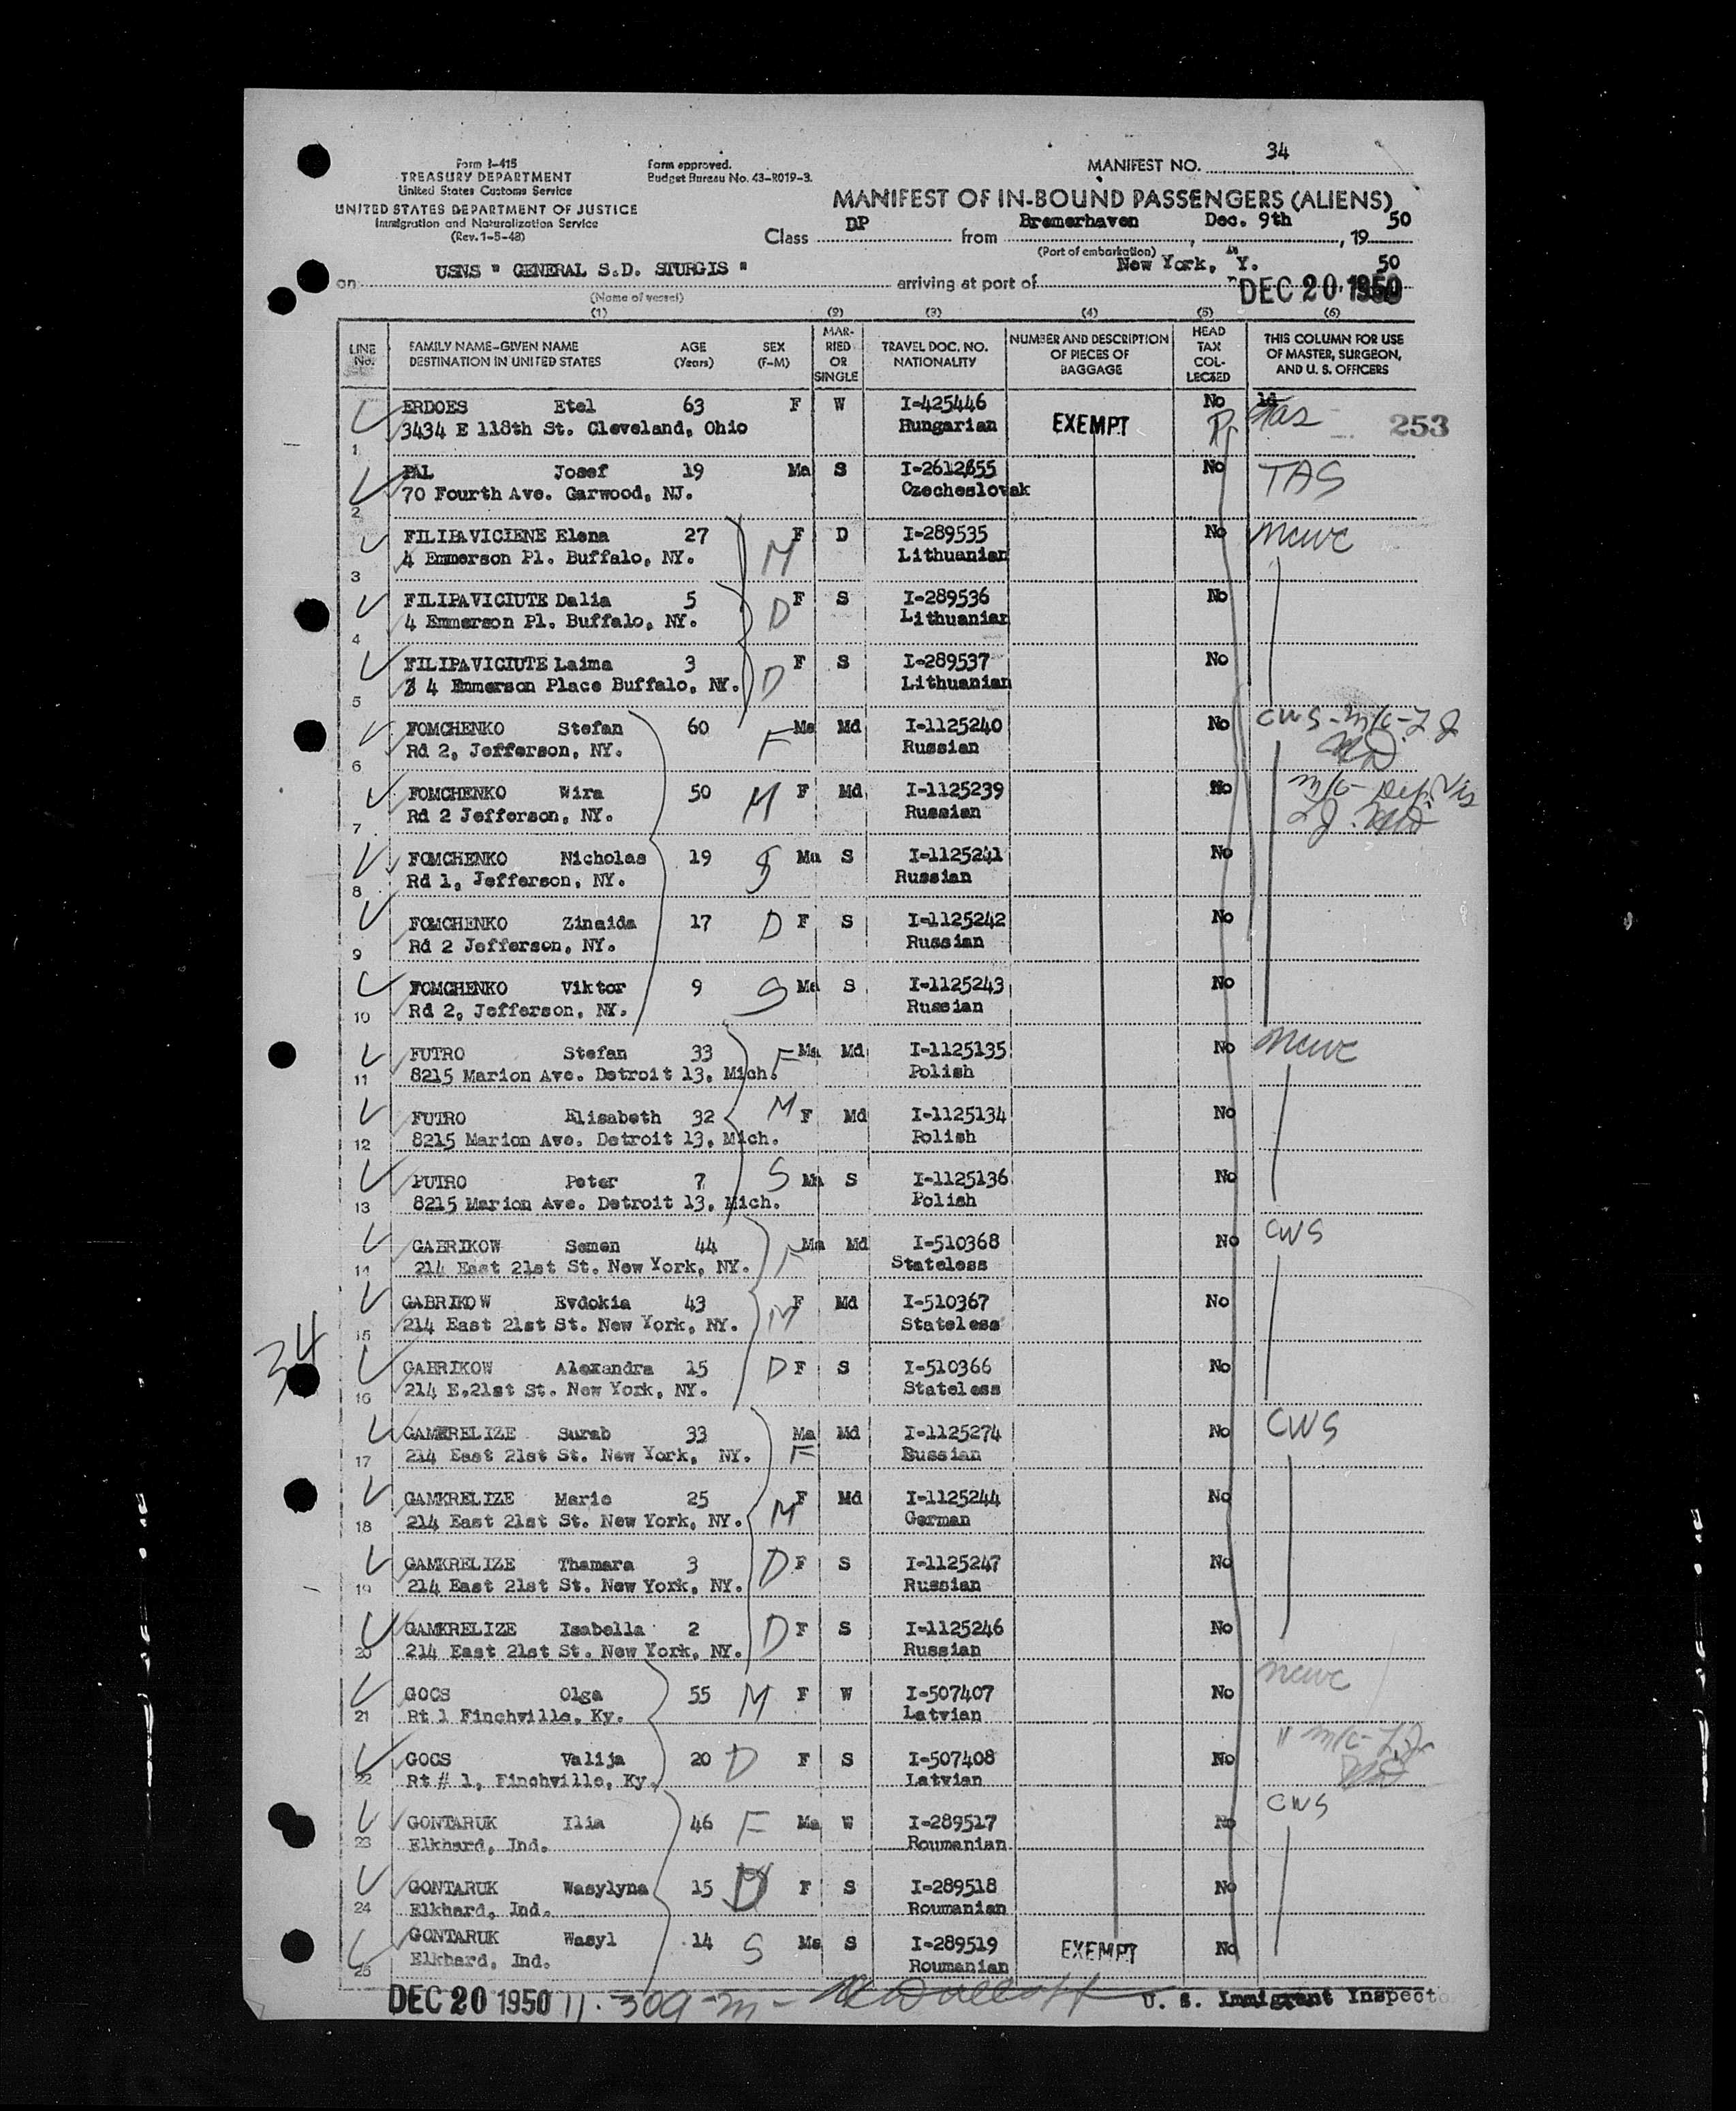 Form I-415
TREASURY DEPARTMENT
United States Customs Service
UNITED STATES DEPARTMENT OF JUSTICE
Immigration and Naturalization Service
(Rev. 1-5-48)
Form approved.
Budget Bureau No. 43-R019-3.
MANIFEST NO. 34
MANIFEST OF IN-BOUND PASSENGERS (ALIENS)
Class DP from Bremerhaven, Dec. 9th, 19 50
(Port of embarkation)
on USNS " GENERAL S.D. STURGIS " arriving at port of New York, N.Y. 50
DEC 20 1950
(Name of vessel)
(1) (2) (3) (4) (5) (6)
LINE No. FAMILY NAME-GIVEN NAME DESTINATION IN UNITED STATES AGE (Years) SEX (F-M) MARRIED OR SINGLE TRAVEL DOC. NO. NATIONALITY NUMBER AND DESCRIPTION OF PIECES OF BAGGAGE HEAD TAX COLLECTED THIS COLUMN FOR USE OF MASTER, SURGEON, AND U. S. OFFICERS
1 ERDOES Etel 63 F W I-425446 EXEMPT No 253
3434 E 118th St. Cleveland, Ohio Hungarian
2 PAL Josef 19 Ma S I-2612655 No TAS
70 Fourth Ave. Garwood, NJ. Czecheslovak
3 FILIPAVICIENE Elena 27 M F D I-289535 No NCWC
4 Emmerson Pl. Buffalo, NY. Lithuanian
4 FILIPAVICIUTE Dalia 5 D F S I-289536 No
4 Emmerson Pl. Buffalo, NY. Lithuanian
5 FILIPAVICIUTE Laima 3 D F S I-289537 No
4 Emmerson Place Buffalo, NY. Lithuanian
6 FOMCHENKO Stefan 60 F Ma Md I-1125240 No CWS
Rd 2, Jefferson, NY. Russian
7 FOMCHENKO Wira 50 M F Md I-1125239 No
Rd 2 Jefferson, NY. Russian
8 FOMCHENKO Nicholas 19 S Ma S I-1125241 No
Rd 1, Jefferson, NY. Russian
9 FOMCHENKO Zinaida 17 D F S I-1125242 No
Rd 2 Jefferson, NY. Russian
10 FOMCHENKO Viktor 9 S Ma S I-1125243 No
Rd 2, Jefferson, NY. Russian
11 FUTRO Stefan 33 F Ma Md I-1125135 No NCWC
8215 Marion Ave. Detroit 13, Mich. Polish
12 FUTRO Elisabeth 32 M F Md I-1125134 No
8215 Marion Ave. Detroit 13, Mich. Polish
13 FUTRO Peter 7 S Ma S I-1125136 No
8215 Marion Ave. Detroit 13, Mich. Polish
14 GABRIKOW Semen 44 F Ma Md I-510368 No CWS
214 East 21st St. New York, NY. Stateless
15 GABRIKOW Evdokia 43 M F Md I-510367 No
214 East 21st St. New York, NY. Stateless
16 GABRIKOW Alexandra 15 D F S I-510366 No
214 E.21st St. New York, NY. Stateless
34
17 GAMKRELIZE Surab 33 Ma Md I-1125274 No CWS
214 East 21st St. New York, NY. F Russian
18 GAMKRELIZE Marie 25 M F Md I-1125244 No
214 East 21st St. New York, NY. German
19 GAMKRELIZE Thamara 3 D F S I-1125247 No
214 East 21st St. New York, NY. Russian
20 GAMKRELIZE Isabella 2 D F S I-1125246 No
214 East 21st St. New York, NY. Russian
21 GOCS Olga 55 M F W I-507407 No NCWC
Rt 1 Finchville, Ky. Latvian
22 GOCS Valija 20 D F S I-507408 No
Rt # 1, Finchville, Ky. Latvian
23 GONTARUK Ilia 46 F Ma W I-289517 No CWS
Elkhard, Ind. Roumanian
24 GONTARUK Wasylyna 15 D F S I-289518 No
Elkhard, Ind. Roumanian
25 GONTARUK Wasyl 14 S Ma S I-289519 EXEMPT No
Elkhard, Ind. Roumanian
DEC 20 1950 U. S. Immigrant Inspecto